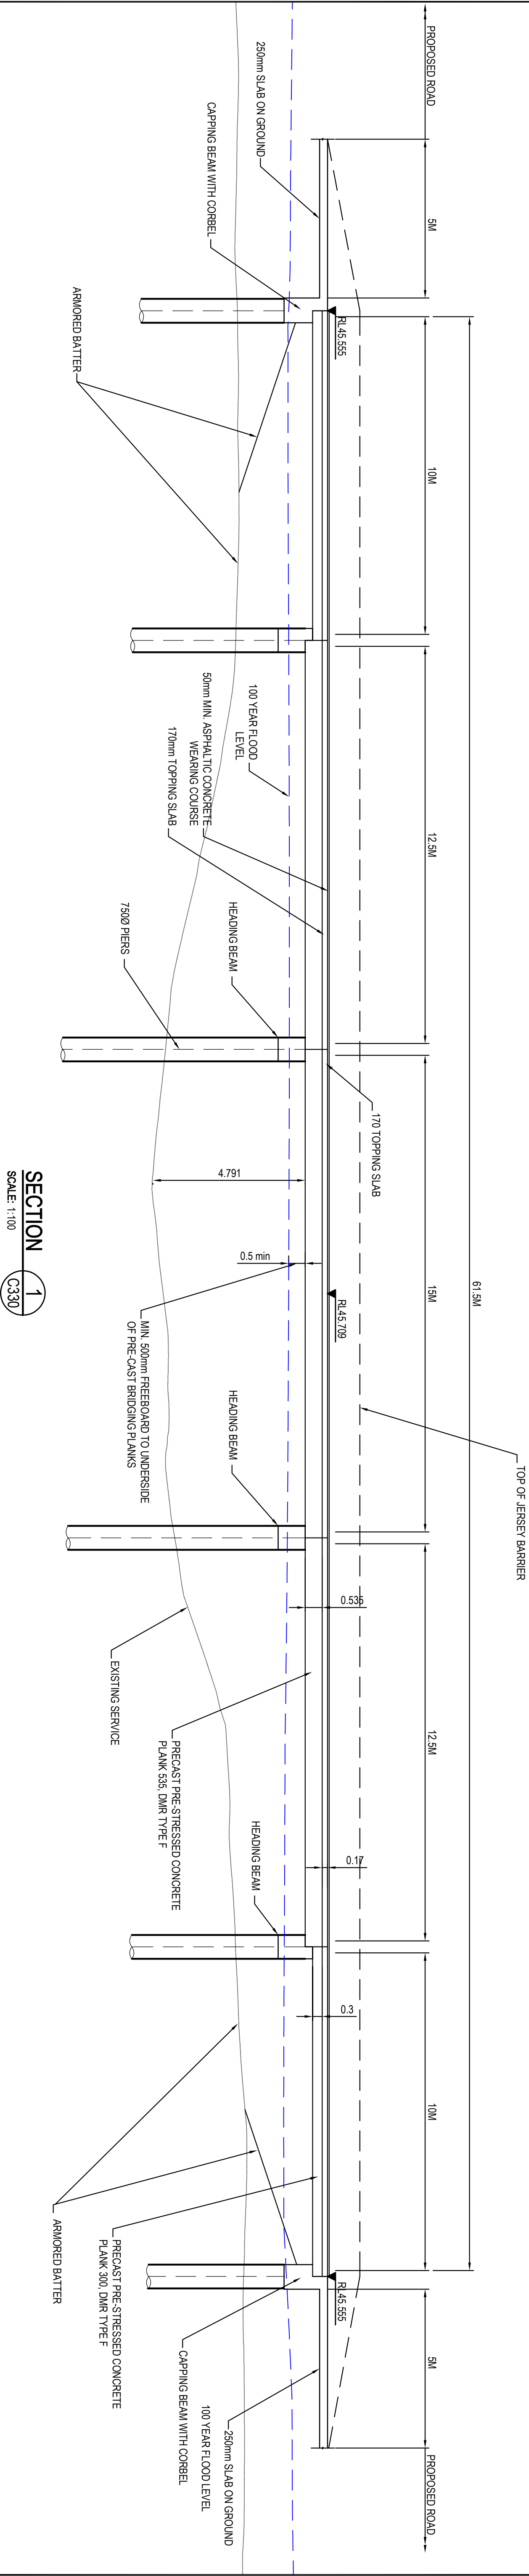 TOP OF JERSEY BARRIER
61.5M
PROPOSED ROAD
5M
10M
12.5M
15M
12.5M
10M
5M
PROPOSED ROAD
RL45.555
170 TOPPING SLAB
RL45.709
0.535
0.17
0.3
RL45.555
250mm SLAB ON GROUND
CAPPING BEAM WITH CORBEL
100 YEAR FLOOD
LEVEL
50mm MIN. ASPHALTIC CONCRETE
WEARING COURSE
170mm TOPPING SLAB
HEADING BEAM
4.791
0.5 min
HEADING BEAM
HEADING BEAM
250mm SLAB ON GROUND
100 YEAR FLOOD LEVEL
CAPPING BEAM WITH CORBEL
ARMORED BATTER
750Ø PIERS
MIN. 500mm FREEBOARD TO UNDERSIDE
OF PRE-CAST BRIDGING PLANKS
EXISTING SERVICE
PRECAST PRE-STRESSED CONCRETE
PLANK 535, DMR TYPE F
PRECAST PRE-STRESSED CONCRETE
PLANK 300, DMR TYPE F
ARMORED BATTER
SECTION
SCALE: 1:100
1
C330